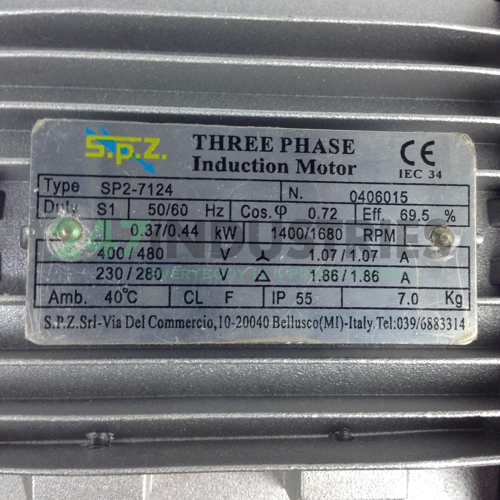 S.p.Z. THREE PHASE CE
Induction Motor IEC 34
Type SP2-7124 N. 0406015
Duty S1 50/60 Hz Cos.φ 0.72 Eff. 69.5 %
0.37/0.44 kW 1400/1680 RPM
247 INDUSTRIES
400/480 V 人 1.07/1.07 A
230/280 △ 1.86/1.86 A
Amb. 40℃ CL F IP 55 7.0 Kg
S.P.Z.Srl-Via Del Commercio,10-20040 Bellusco(MI)-Italy.Tel:039/6883314